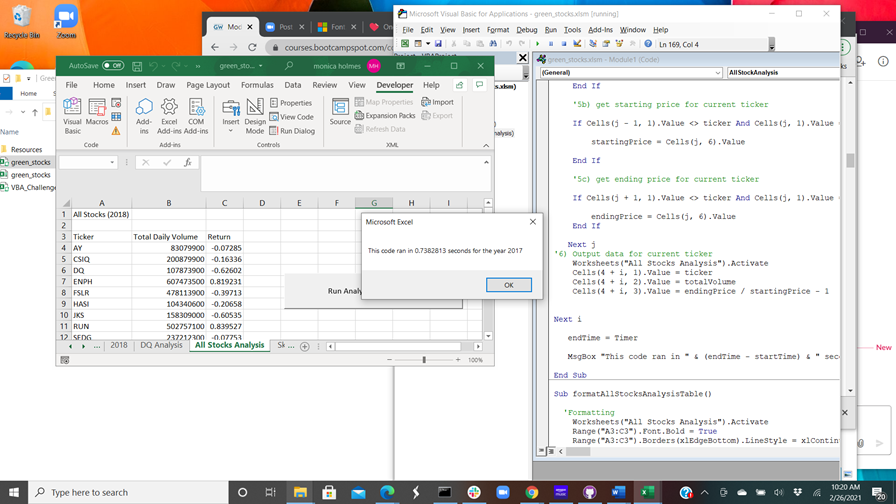 Recycle Bin
Zoom
Mod
Post
Font
courses.bootcampspot.com/co
Home
Name
Resources
green_stocks
green_stocks
VBA_Challenge
AutoSave Off
green_sto...
monica holmes
MH
File Home Insert Draw Page Layout Formulas Data Review View Developer Help
Visual Basic
Macros
Add-ins
Excel Add-ins
COM Add-ins
Insert
Design Mode
Properties
View Code
Run Dialog
Source
Map Properties
Expansion Packs
Refresh Data
Import
Export
fx
A B C D E F G H I
1 All Stocks (2018)
2
3 Ticker Total Daily Volume Return
4 AY 83079900 -0.07285
5 CSIQ 200879900 -0.16336
6 DQ 107873900 -0.62602
7 ENPH 607473500 0.819231
8 FSLR 478113900 -0.39713
9 HASI 104340600 -0.20658
10 JKS 158309000 -0.60535
11 RUN 502757100 0.839527
12 SEDG 237212300 -0.07753
Run Analy
... 2018 DQ Analysis All Stocks Analysis Sk ...
100%
Microsoft Excel
This code ran in 0.7382813 seconds for the year 2017
OK
Microsoft Visual Basic for Applications - green_stocks.xlsm [running]
File Edit View Insert Format Debug Run Tools Add-Ins Window Help
Ln 169, Col 4
green_stocks.xlsm - Module1 (Code)
(General)
AllStockAnalysis
End If
'5b) get starting price for current ticker
If Cells(j - 1, 1).Value <> ticker And Cells(j, 1).Value =
startingPrice = Cells(j, 6).Value
End If
'5c) get ending price for current ticker
If Cells(j + 1, 1).Value <> ticker And Cells(j, 1).Value =
endingPrice = Cells(j, 6).Value
End If
Next j
'6) Output data for current ticker
Worksheets("All Stocks Analysis").Activate
Cells(4 + i, 1).Value = ticker
Cells(4 + i, 2).Value = totalVolume
Cells(4 + i, 3).Value = endingPrice / startingPrice - 1
Next i
endTime = Timer
MsgBox "This code ran in " & (endTime - startTime) & " seco
End Sub
Sub formatAllStocksAnalysisTable()
'Formatting
Worksheets("All Stocks Analysis").Activate
Range("A3:C3").Font.Bold = True
Range("A3:C3").Borders(xlEdgeBottom).LineStyle = xlContin
New
Type here to search
10:20 AM
2/26/2021
20